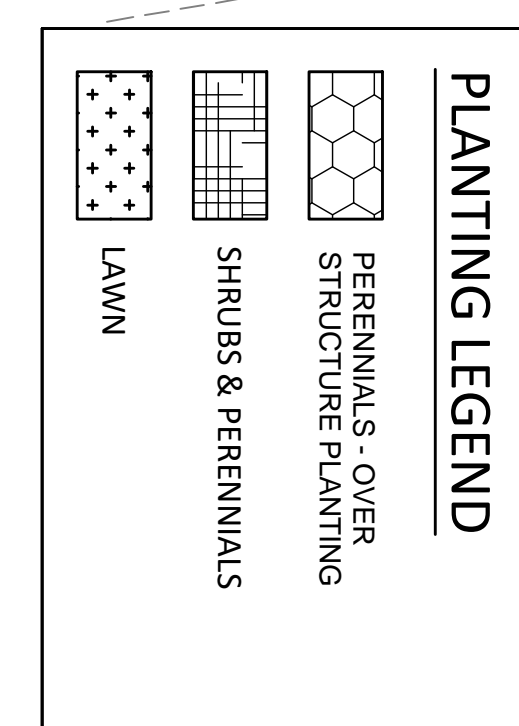 PLANTING LEGEND
PERENNIALS - OVER
STRUCTURE PLANTING
SHRUBS & PERENNIALS
LAWN